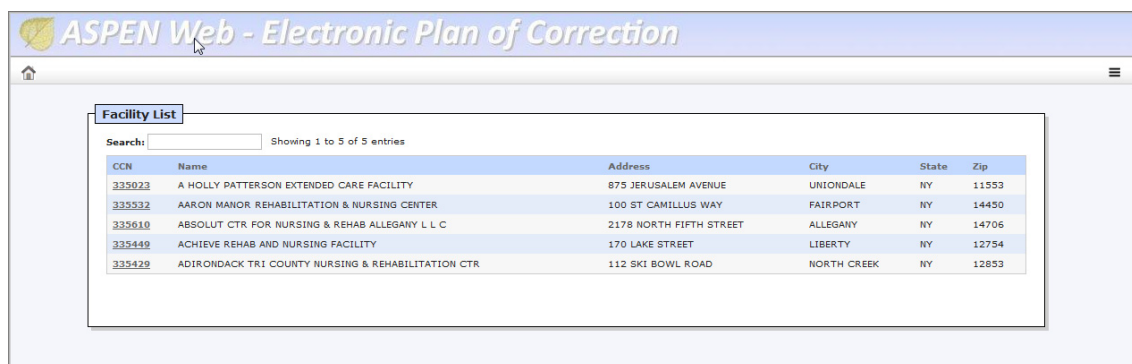 ASPEN Web - Electronic Plan of Correction
Facility List
Search: Showing 1 to 5 of 5 entries
CCN Name Address City State Zip
335023 A HOLLY PATTERSON EXTENDED CARE FACILITY 875 JERUSALEM AVENUE UNIONDALE NY 11553
335532 AARON MANOR REHABILITATION & NURSING CENTER 100 ST CAMILLUS WAY FAIRPORT NY 14450
335610 ABSOLUT CTR FOR NURSING & REHAB ALLEGANY L L C 2178 NORTH FIFTH STREET ALLEGANY NY 14706
335449 ACHIEVE REHAB AND NURSING FACILITY 170 LAKE STREET LIBERTY NY 12754
335429 ADIRONDACK TRI COUNTY NURSING & REHABILITATION CTR 112 SKI BOWL ROAD NORTH CREEK NY 12853